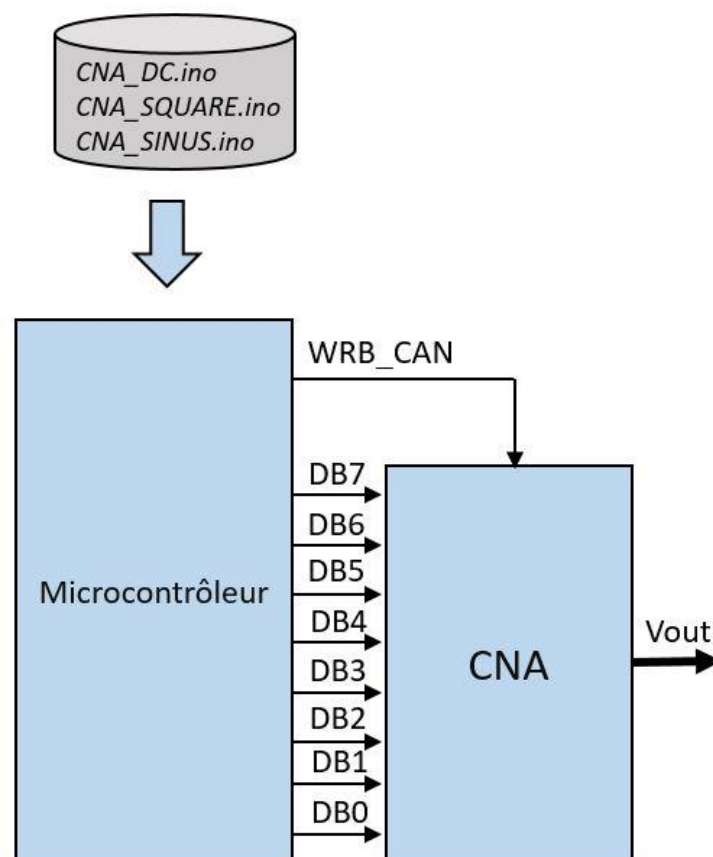 CNA_DC.ino
CNA_SQUARE.ino
CNA_SINUS.ino
WRB_CAN
DB7
DB6
DB5
DB4
DB3
DB2
DB1
DB0
Microcontrôleur
CNA
Vout